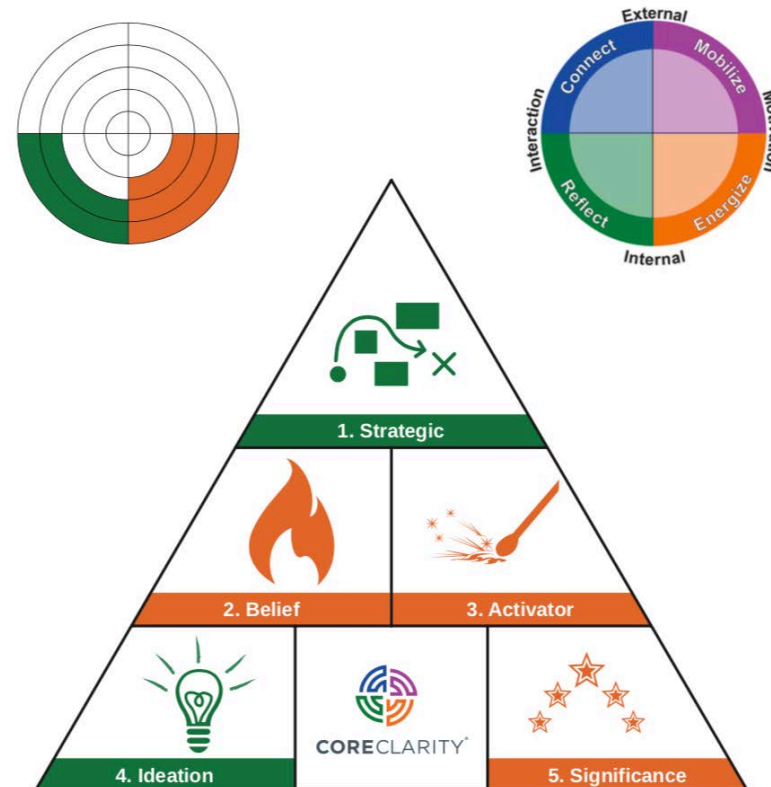 External
Connect
Mobilize
Interaction
Reflect
Energize
Internal
1. Strategic
2. Belief
3. Activator
4. Ideation
CORECLARITY
5. Significance